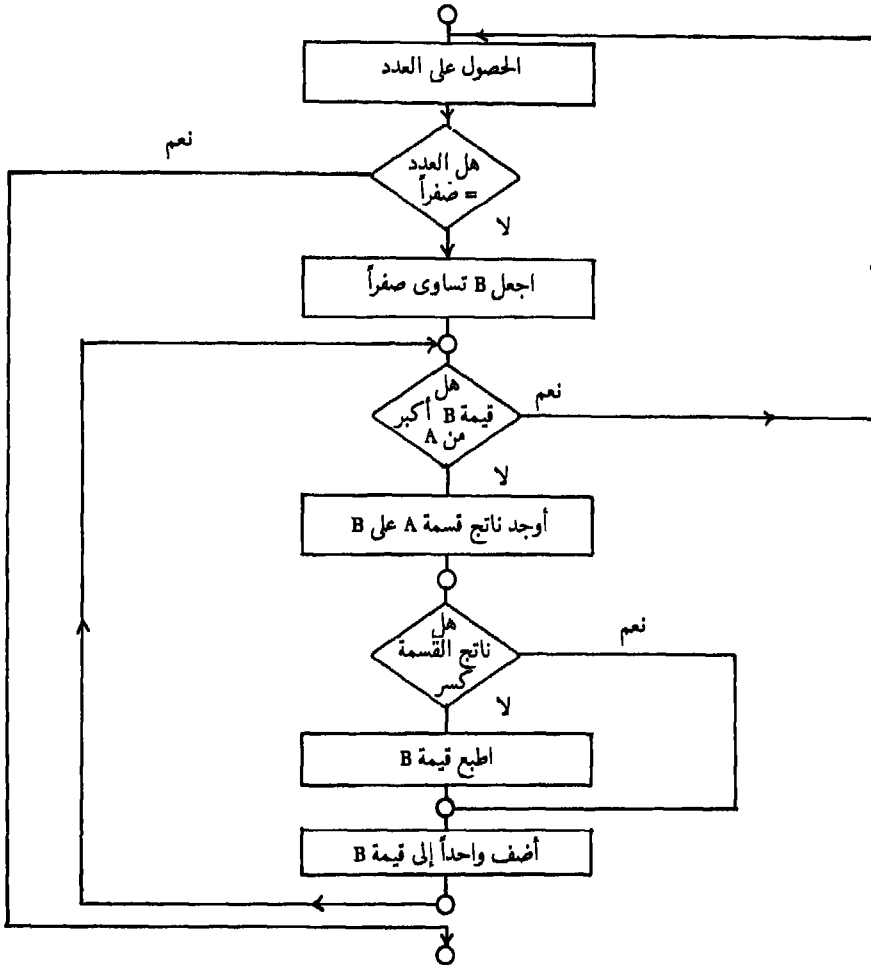 الحصول على العدد
نعم
هل العدد
= صفراً
لا
اجعل B تساوى صفراً
هل
قيمة B أكبر
من A
نعم
لا
أوجد ناتج قسمة A على B
هل
ناتج القسمة
كسر
نعم
لا
اطبع قيمة B
أضف واحداً إلى قيمة B